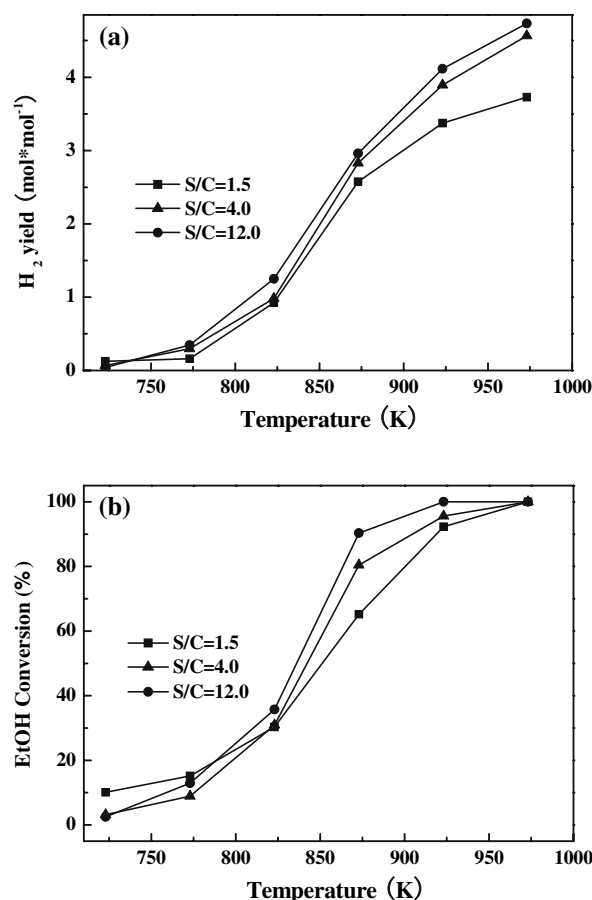 (a)
H₂ yield (mol*mol⁻¹)
4
3
2
1
0
S/C=1.5
S/C=4.0
S/C=12.0
750 800 850 900 950 1000
Temperature (K)
(b)
EtOH Conversion (%)
100
80
60
40
20
0
S/C=1.5
S/C=4.0
S/C=12.0
750 800 850 900 950 1000
Temperature (K)